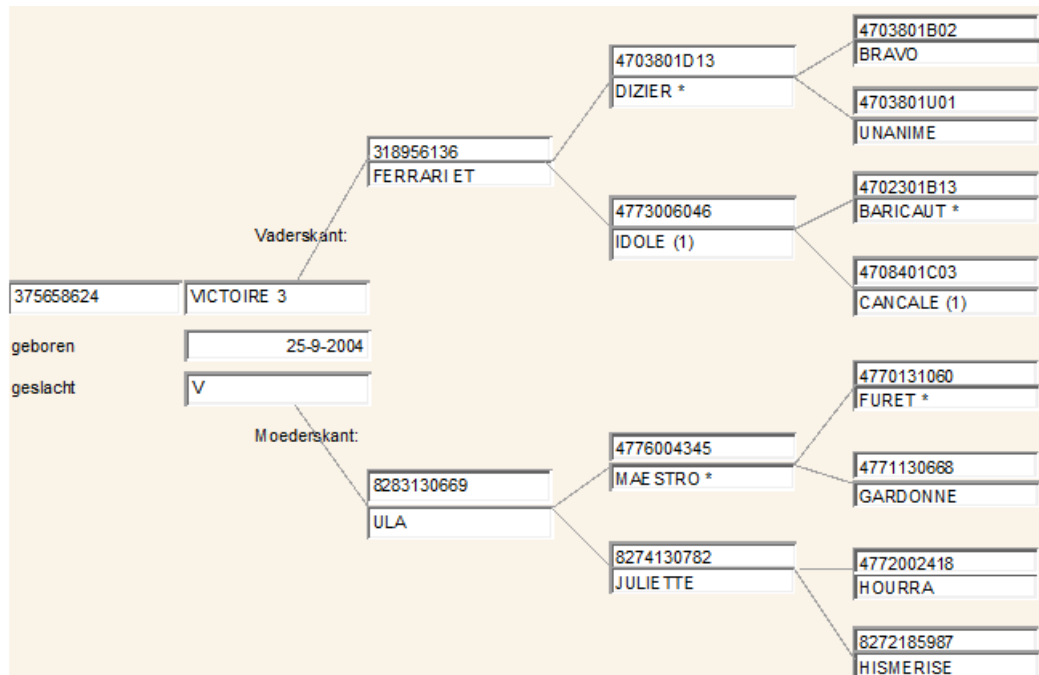 4703801B02
BRAVO
4703801D13
DIZIER *
4703801U01
UNANIME
318956136
FERRARI ET
4702301B13
BARICAUT *
4773006046
IDOLE (1)
Vaderskant:
4708401C03
CANCALE (1)
375658624 VICTOIRE 3
geboren 25-9-2004
geslacht V
4770131060
FURET *
Moederskant:
4776004345
MAESTRO *
4771130668
GARDONNE
8283130669
ULA
8274130782
JULIETTE
4772002418
HOURRA
8272185987
HISMERISE